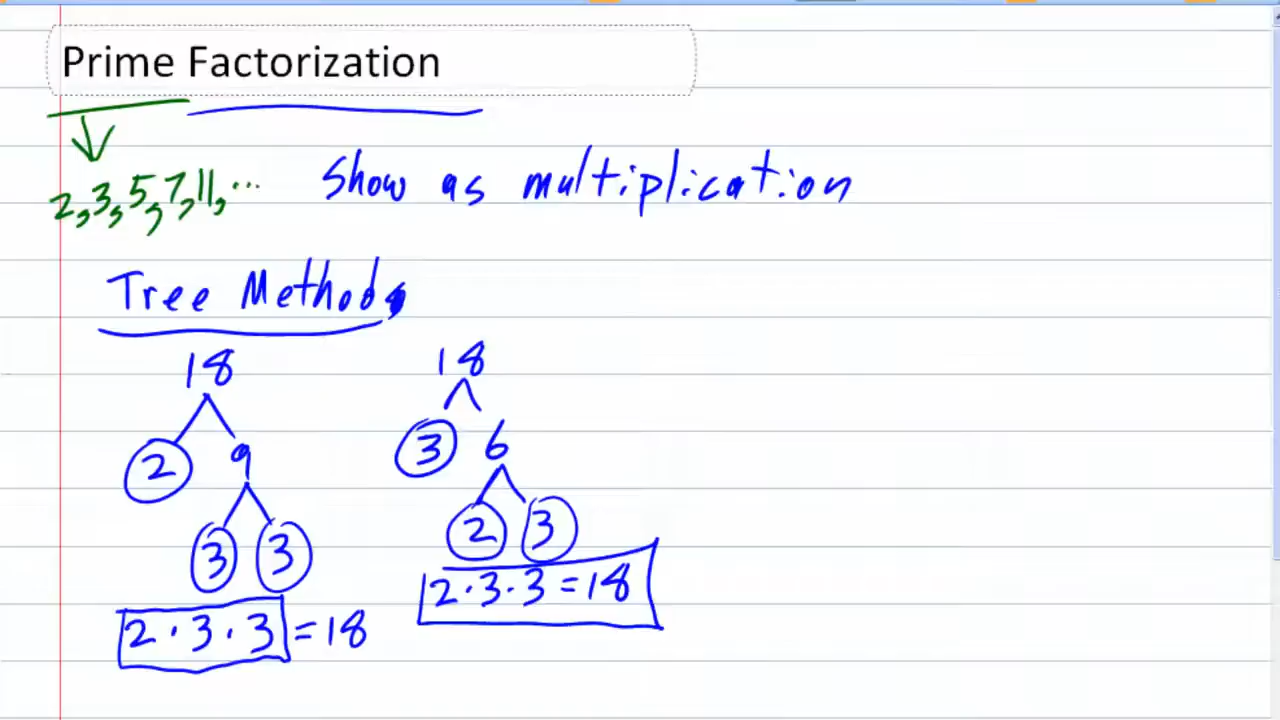 Prime Factorization
2,3,5,7,11,... Show as multiplication
Tree Methods
18 18
2 9 3 6
3 3 2 3
2·3·3=18 2·3·3=18